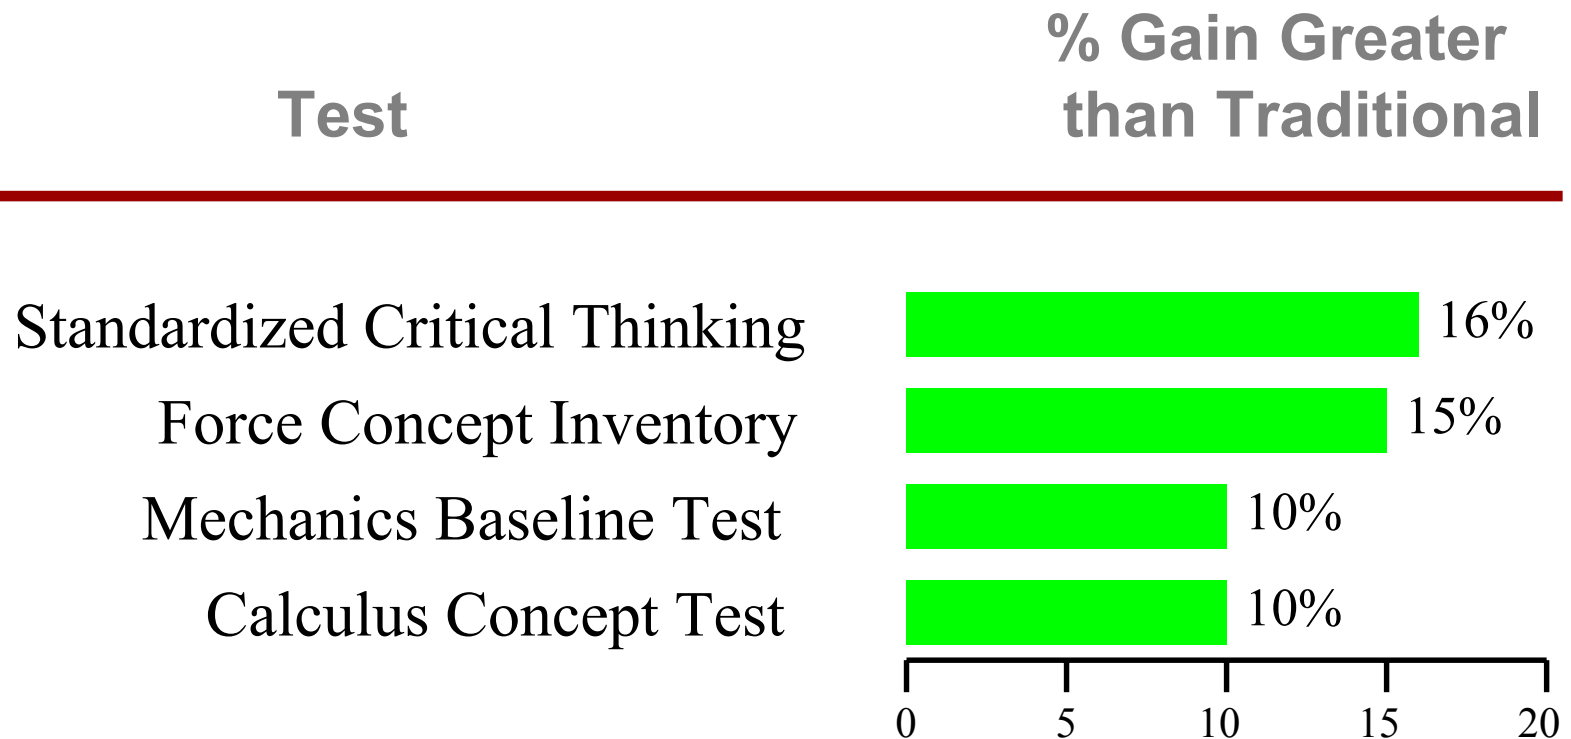 % Gain Greater
Test than Traditional
Standardized Critical Thinking 16%
Force Concept Inventory 15%
Mechanics Baseline Test 10%
Calculus Concept Test 10%
0 5 10 15 20